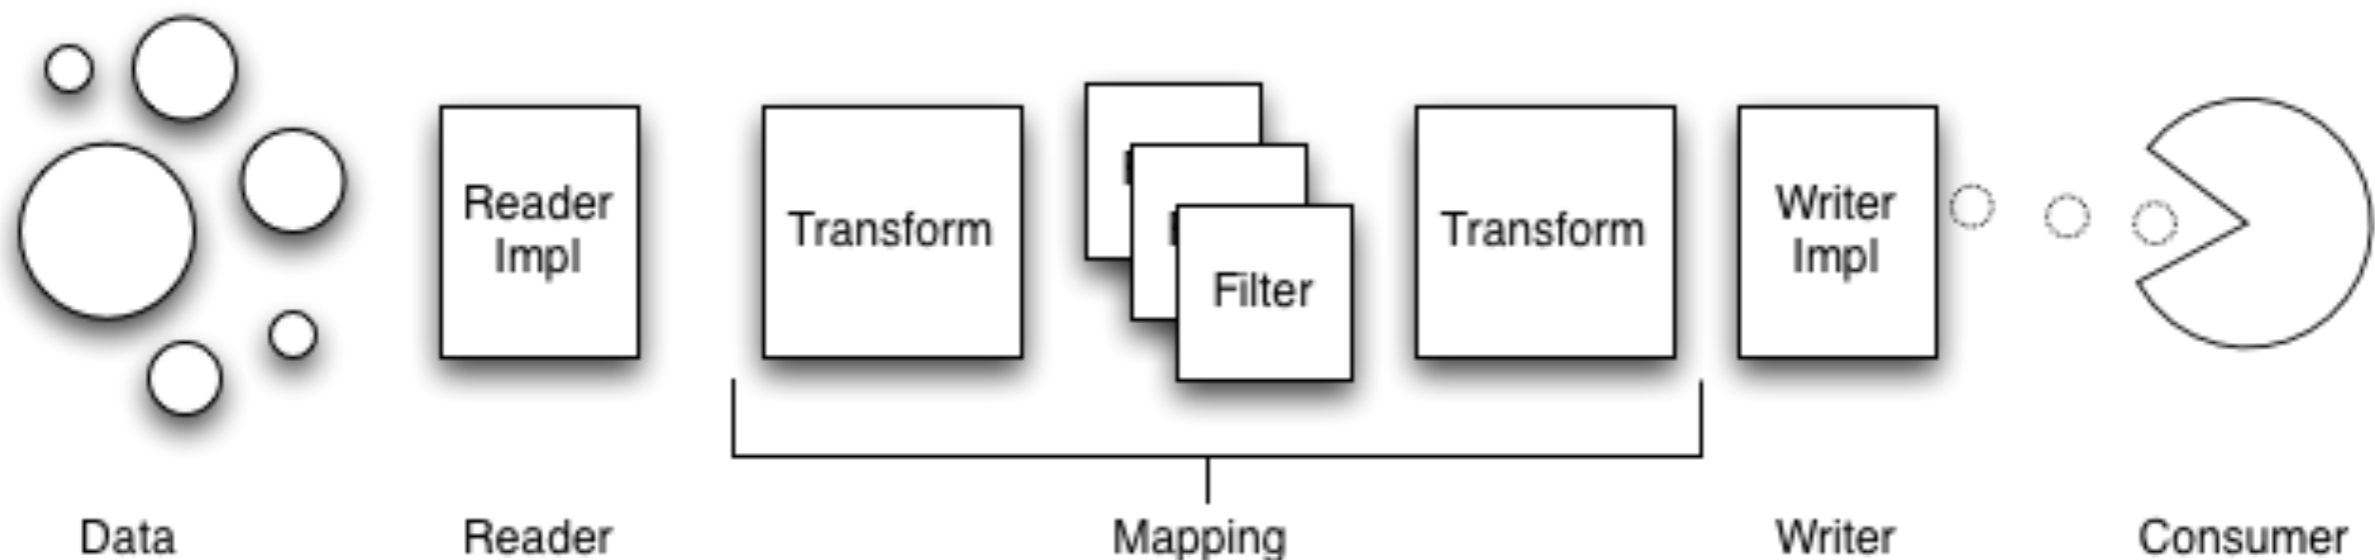 Reader
Impl
Transform
Filter
Transform
Writer
Impl
Data
Reader
Mapping
Writer
Consumer